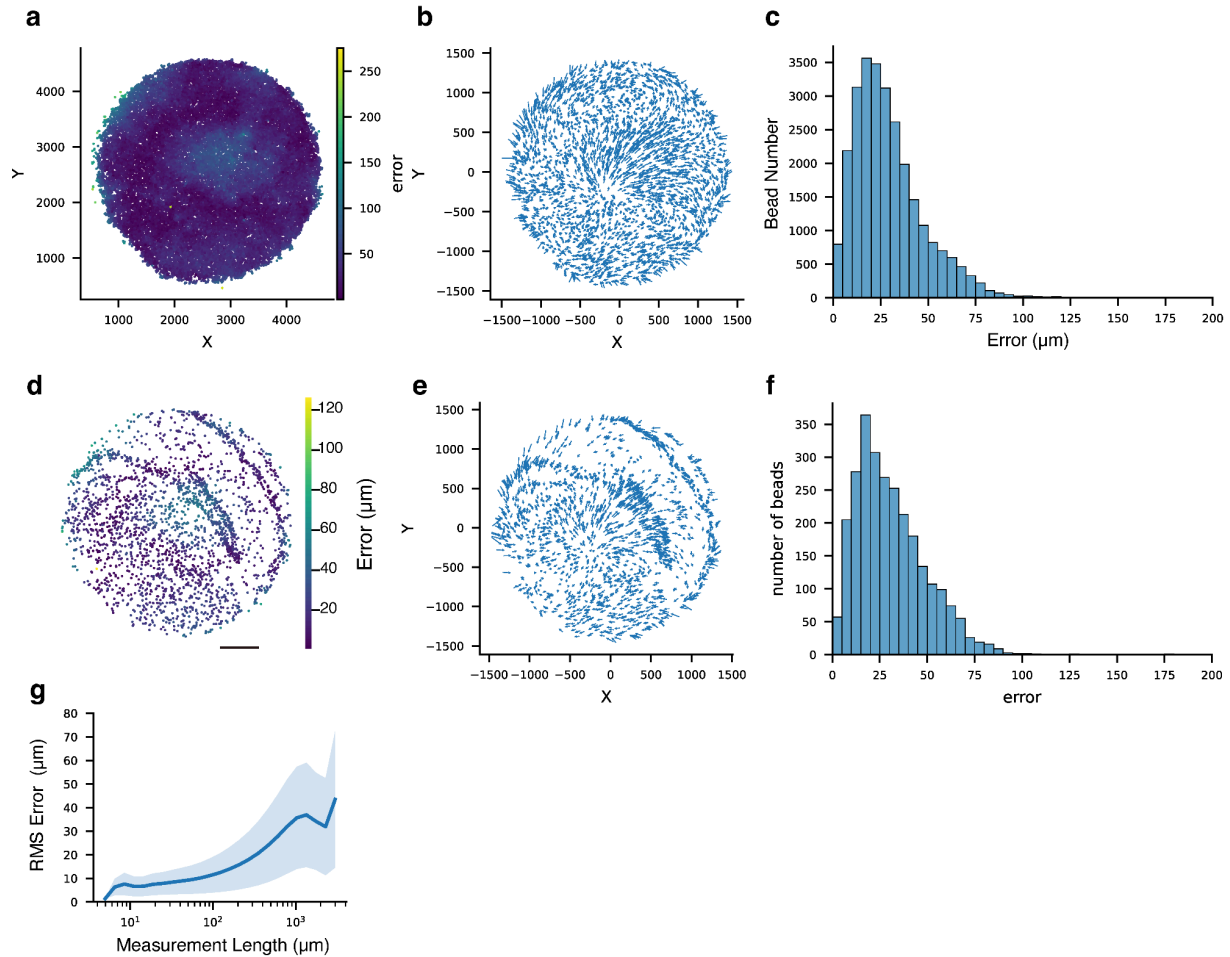 a
b
c
4000
3000
2000
1000
Y
1000 2000 3000 4000
X
250
200
150
100
50
error
1500
1000
500
0
−500
−1000
−1500
Y
−1500 −1000 −500 0 500 1000 1500
X
3500
3000
2500
2000
1500
1000
500
0
Bead Number
0 25 50 75 100 125 150 175 200
Error (µm)
d
e
f
120
100
80
60
40
20
Error (µm)
1500
1000
500
0
−500
−1000
−1500
Y
−1500 −1000 −500 0 500 1000 1500
X
350
300
250
200
150
100
50
0
number of beads
0 25 50 75 100 125 150 175 200
error
g
80
70
60
50
40
30
20
10
0
RMS Error (µm)
10¹ 10² 10³
Measurement Length (µm)